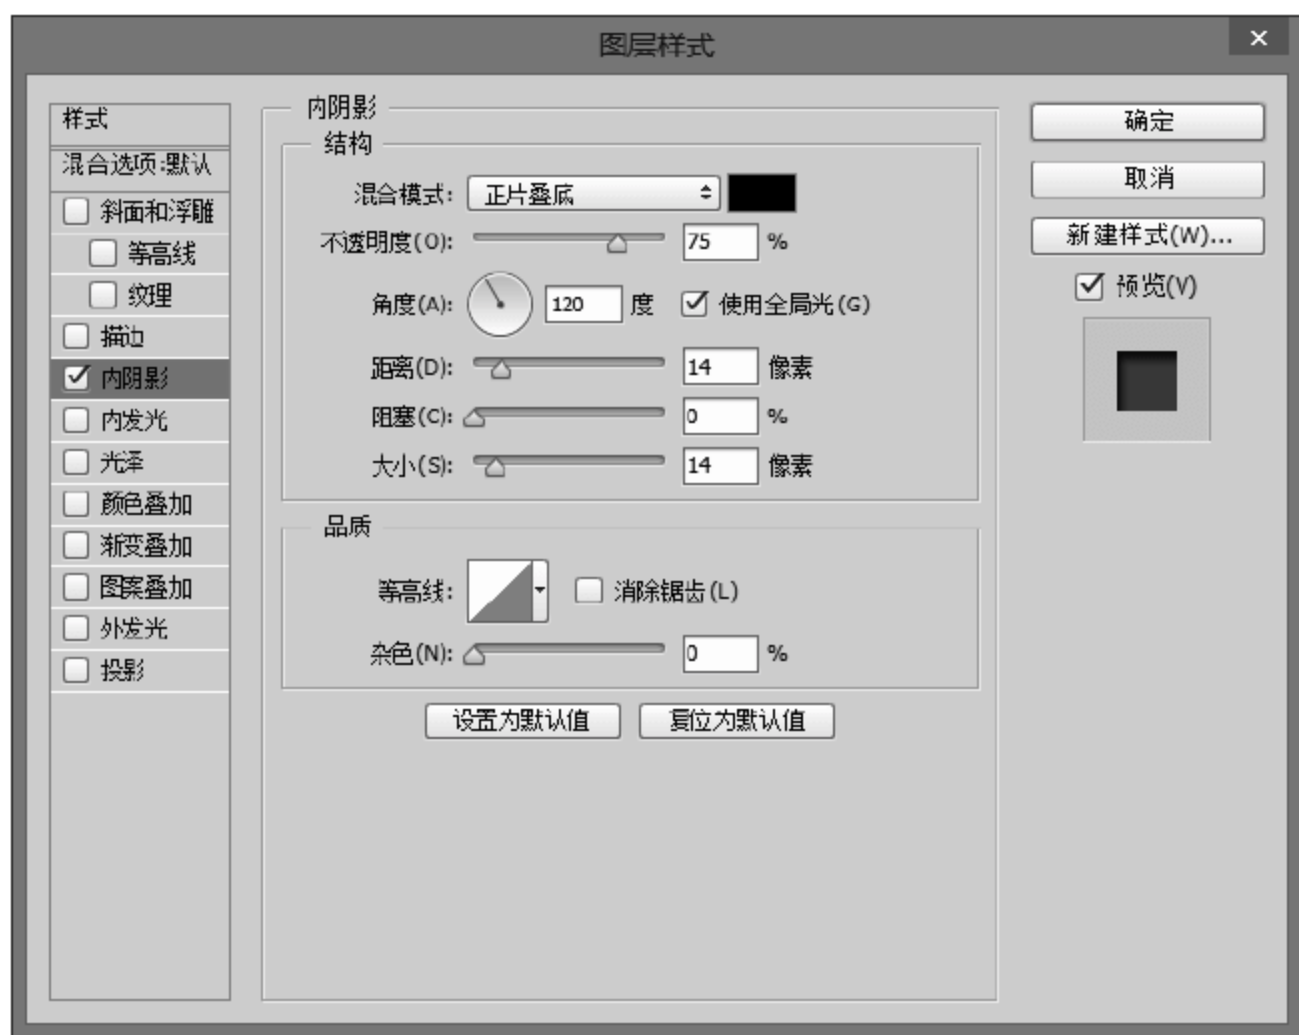 图层样式
样式
混合选项:默认
斜面和浮雕
等高线
纹理
描边
内阴影
内发光
光泽
颜色叠加
渐变叠加
图案叠加
外发光
投影
内阴影
结构
混合模式: 正片叠底
不透明度(O): 75 %
角度(A): 120 度 使用全局光(G)
距离(D): 14 像素
阻塞(C): 0 %
大小(S): 14 像素
品质
等高线: 消除锯齿(L)
杂色(N): 0 %
设置为默认值 复位为默认值
确定
取消
新建样式(W)...
预览(V)